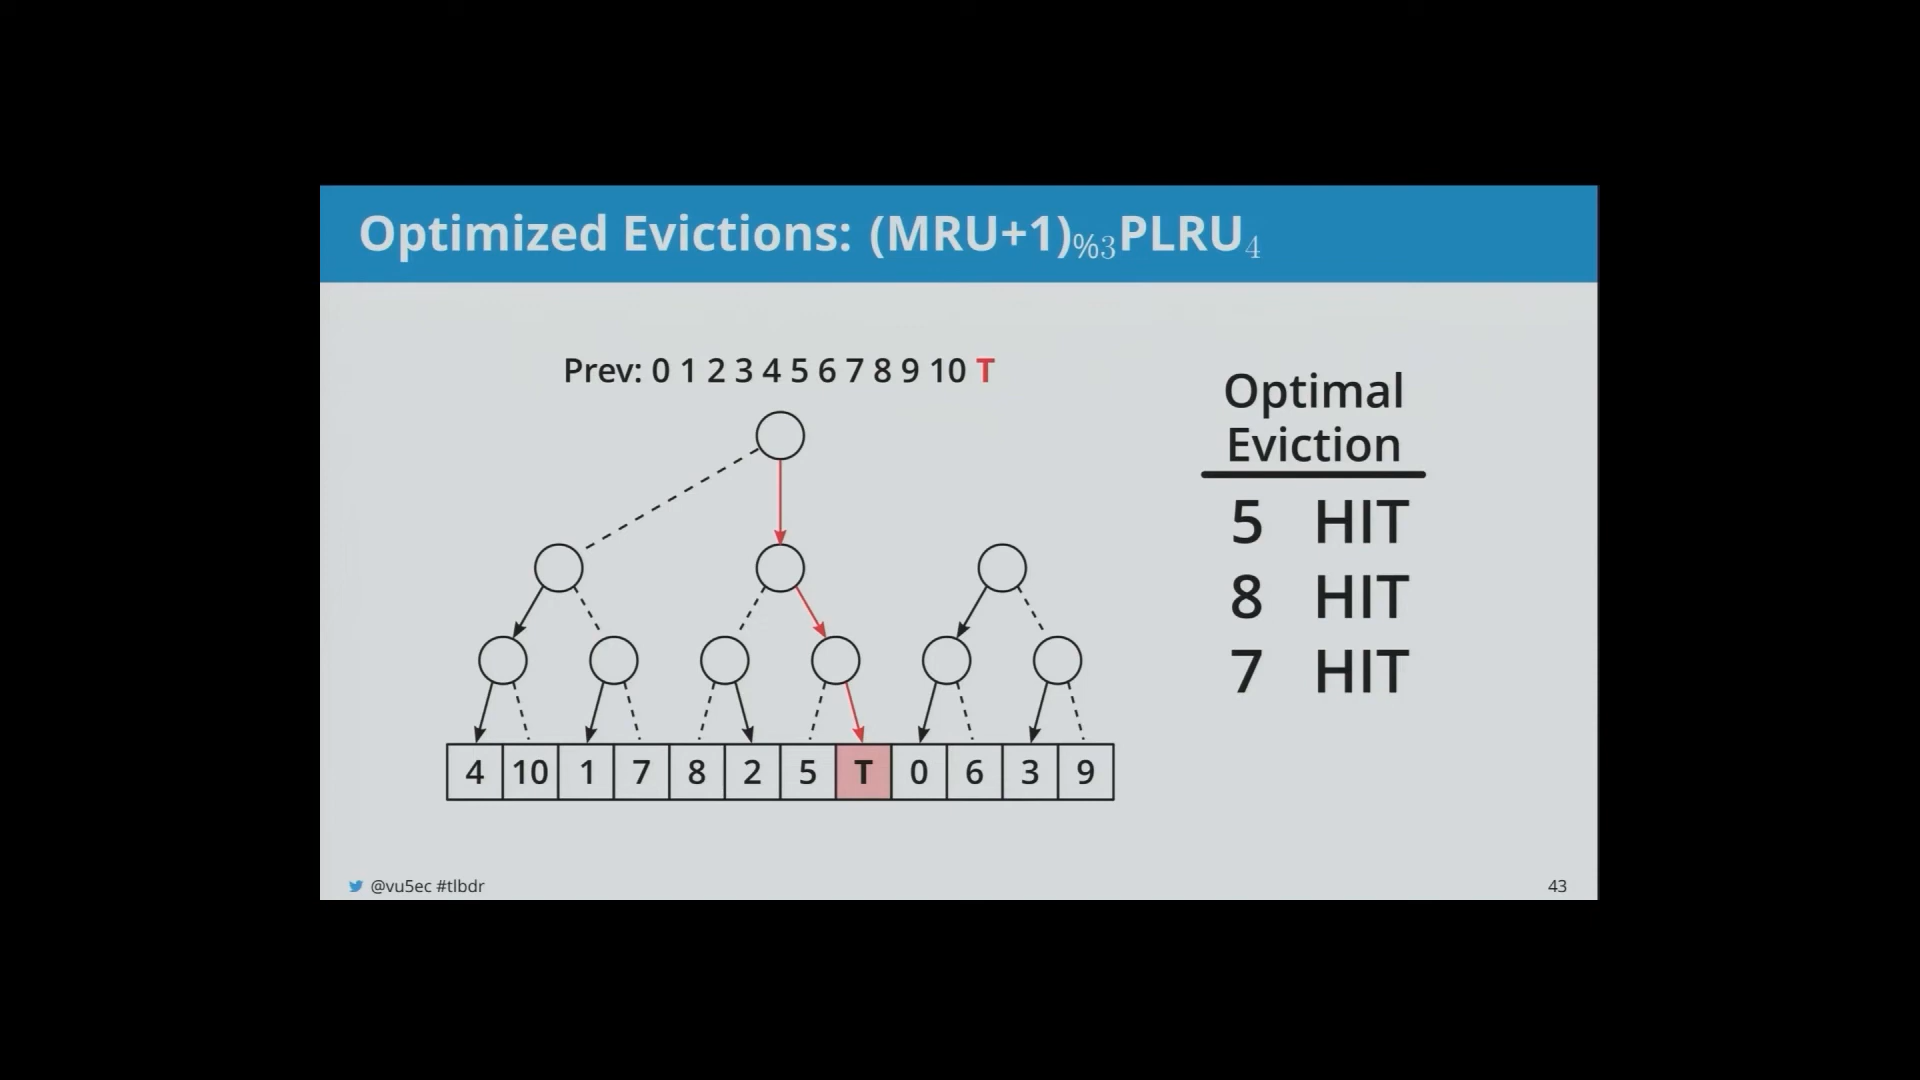 Optimized Evictions: (MRU+1)%3PLRU4
Prev: 0 1 2 3 4 5 6 7 8 9 10 T
4 10 1 7 8 2 5 T 0 6 3 9
Optimal
Eviction
5 HIT
8 HIT
7 HIT
@vu5ec #tlbdr
43